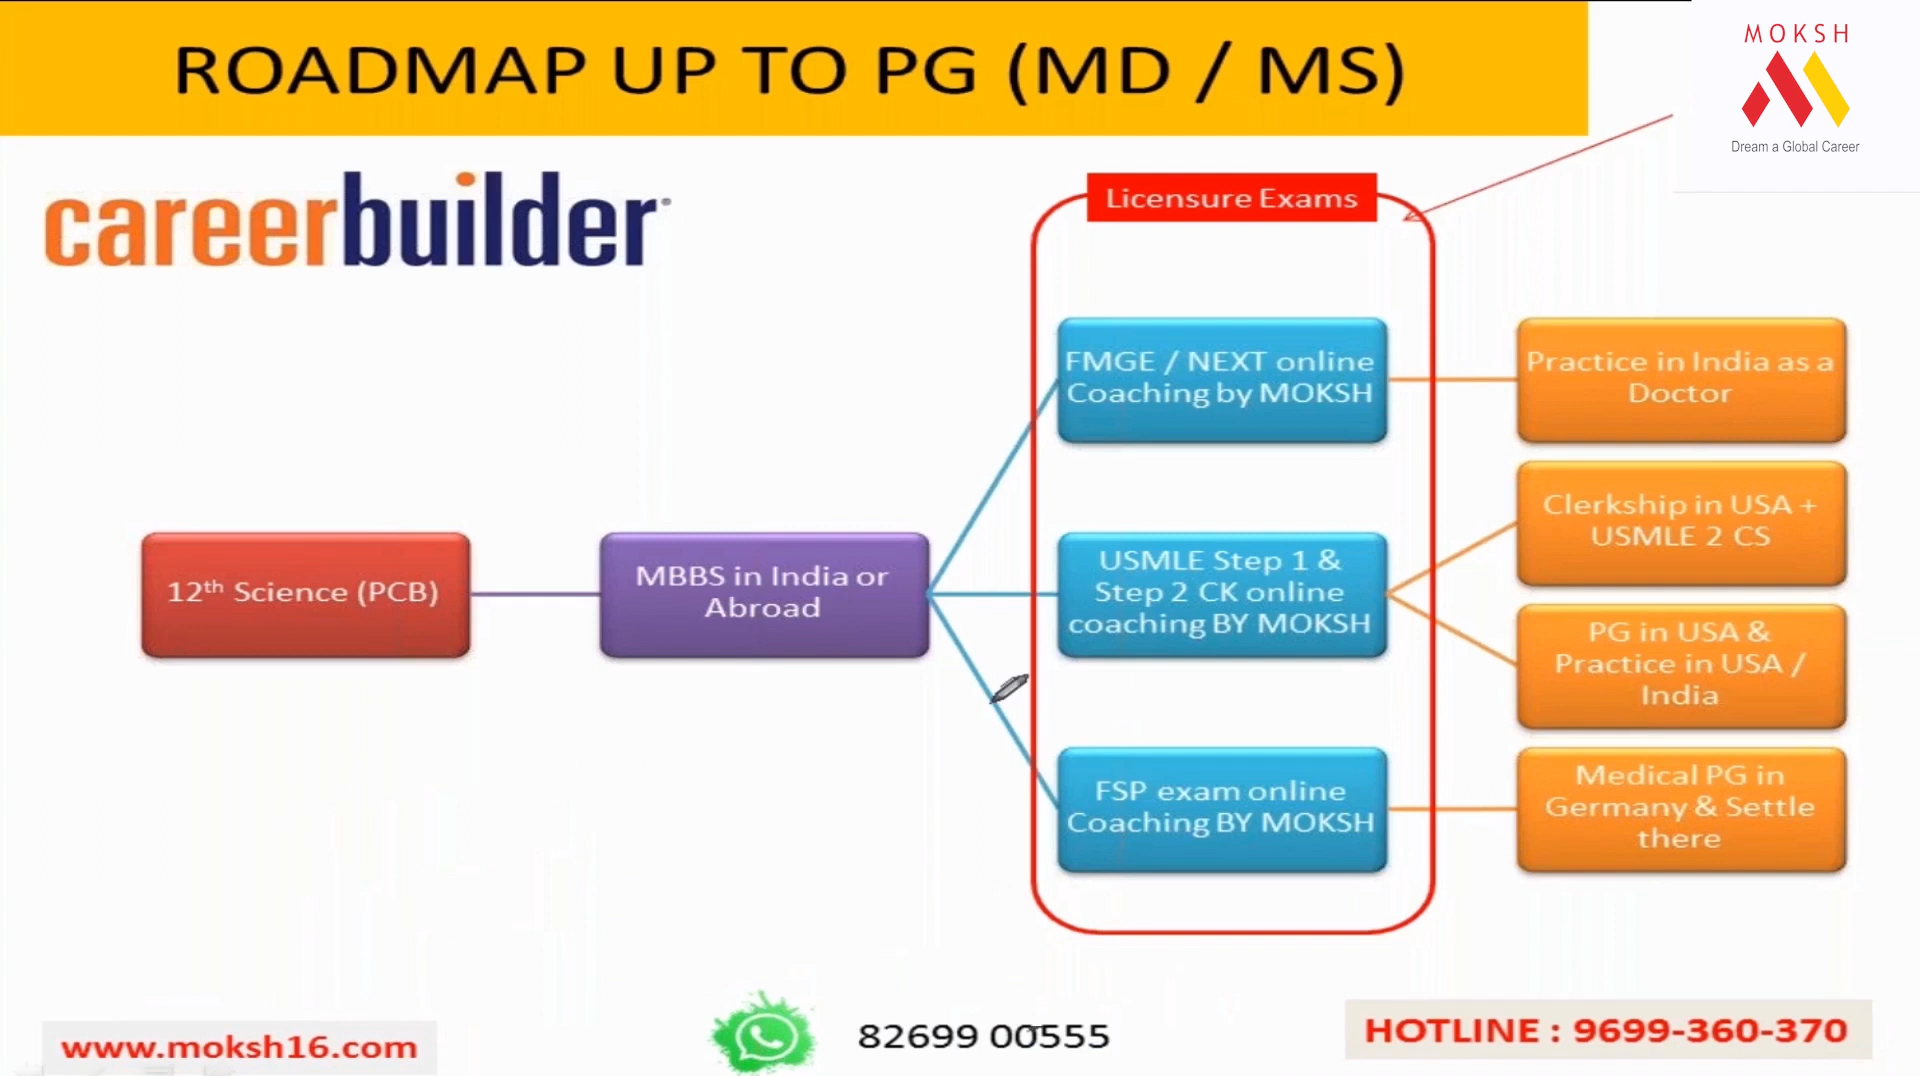 ROADMAP UP TO PG (MD / MS)
MOKSH
Dream a Global Career
careerbuilder
Licensure Exams
12th Science (PCB)
MBBS in India or
Abroad
FMGE / NEXT online
Coaching by MOKSH
USMLE Step 1 &
Step 2 CK online
coaching BY MOKSH
FSP exam online
Coaching BY MOKSH
Practice in India as a
Doctor
Clerkship in USA +
USMLE 2 CS
PG in USA &
Practice in USA /
India
Medical PG in
Germany & Settle
there
www.moksh16.com
82699 00555
HOTLINE : 9699-360-370